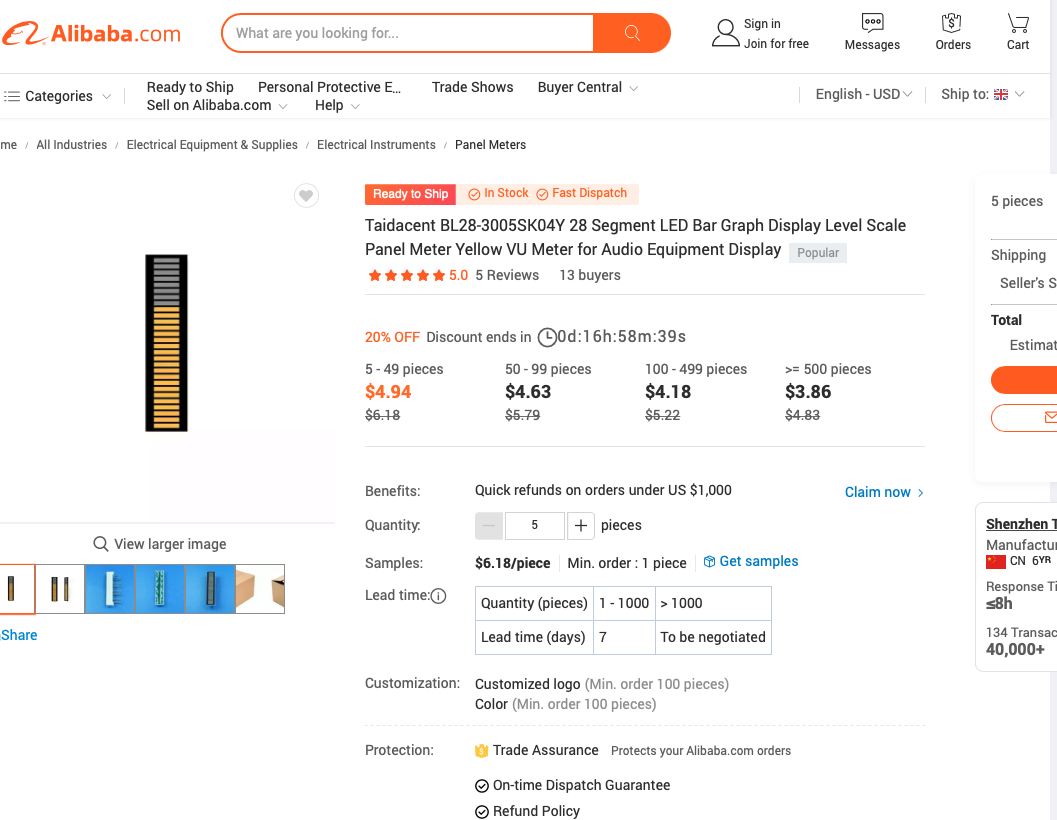 Alibaba.com
What are you looking for...
Sign in
Join for free
Messages
Orders
Cart
Categories
Ready to Ship
Personal Protective E...
Trade Shows
Buyer Central
Sell on Alibaba.com
Help
English - USD
Ship to:
me / All Industries / Electrical Equipment & Supplies / Electrical Instruments / Panel Meters
Ready to Ship
In Stock
Fast Dispatch
Taidacent BL28-3005SK04Y 28 Segment LED Bar Graph Display Level Scale
Panel Meter Yellow VU Meter for Audio Equipment Display
Popular
5.0 5 Reviews 13 buyers
20% OFF Discount ends in 0d:16h:58m:39s
5 - 49 pieces
50 - 99 pieces
100 - 499 pieces
>= 500 pieces
$4.94
$4.63
$4.18
$3.86
$6.18
$5.79
$5.22
$4.83
Benefits:
Quick refunds on orders under US $1,000
Claim now
Quantity:
5
pieces
Samples:
$6.18/piece
Min. order : 1 piece
Get samples
Lead time:
Quantity (pieces)
1 - 1000
> 1000
Lead time (days)
7
To be negotiated
Customization:
Customized logo (Min. order 100 pieces)
Color (Min. order 100 pieces)
Protection:
Trade Assurance Protects your Alibaba.com orders
On-time Dispatch Guarantee
Refund Policy
View larger image
Share
5 pieces
Shipping
Seller's S
Total
Estimat
Shenzhen T
Manufactu
CN 6YR
Response Ti
≤8h
134 Transac
40,000+